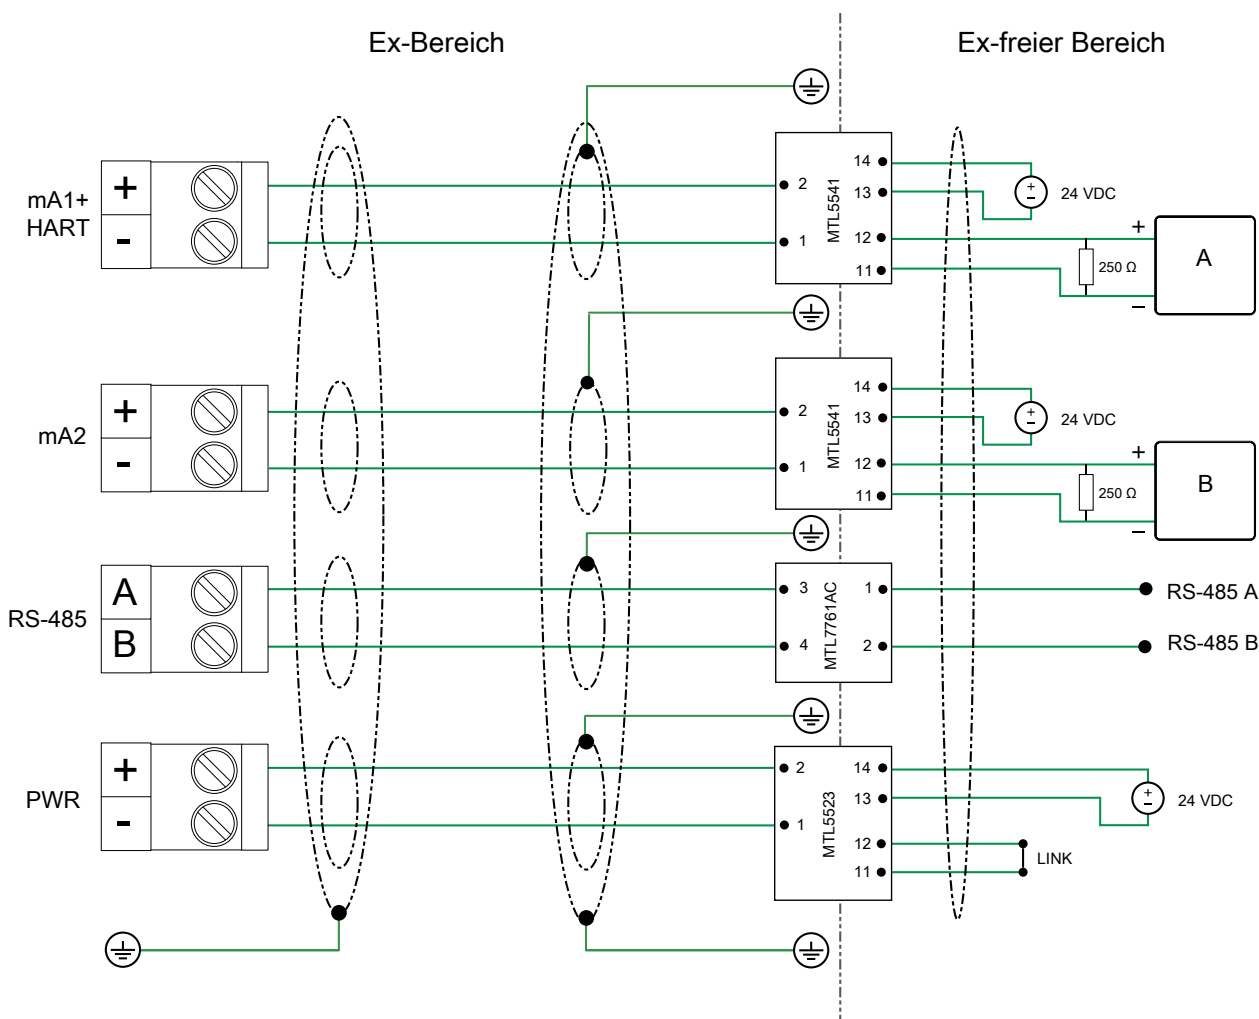 Ex-Bereich
Ex-freier Bereich
mA1+
HART
+
-
2
1
MTL5541
14
13
12
11
+
-
24 VDC
250 Ω
+
−
A
mA2
+
-
2
1
MTL5541
14
13
12
11
+
-
24 VDC
250 Ω
+
−
B
RS-485
A
B
3
4
MTL7761AC
1
2
RS-485 A
RS-485 B
PWR
+
-
2
1
MTL5523
14
13
12
11
+
-
24 VDC
LINK